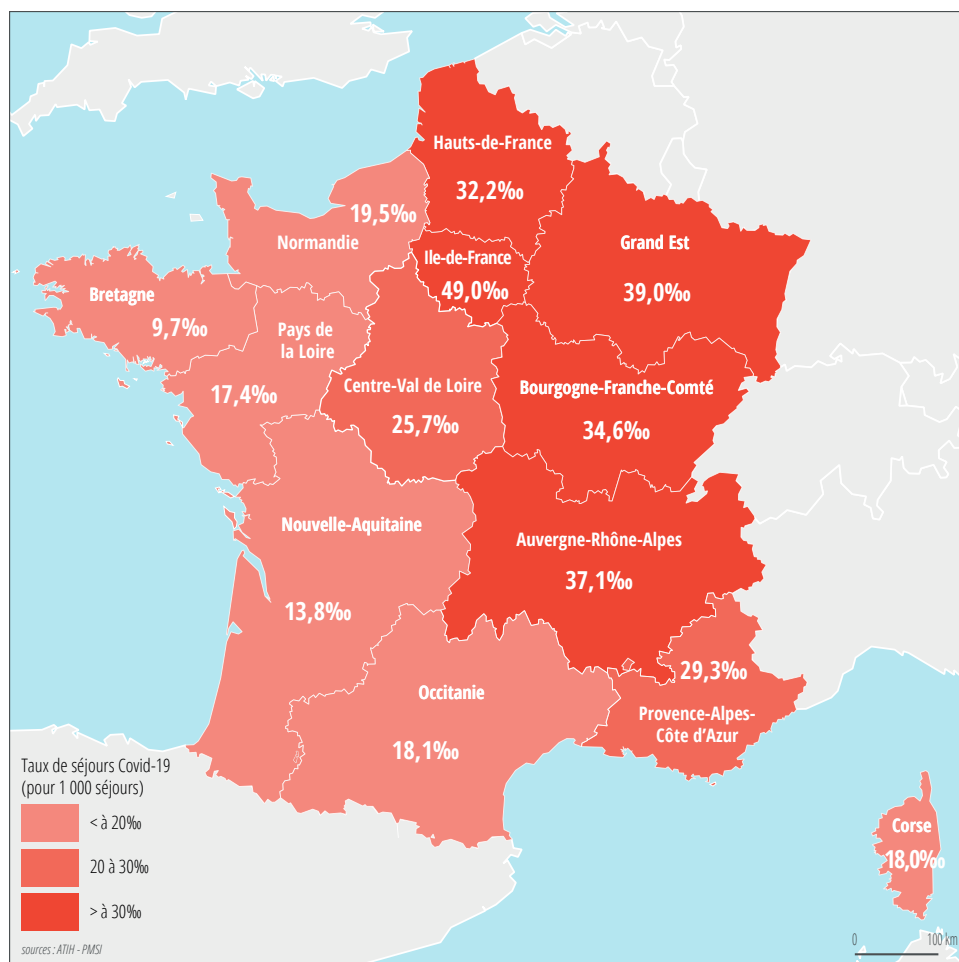 Hauts-de-France
32,2‰
19,5‰
Normandie
Grand Est
39,0‰
Ile-de-France
49,0‰
Bretagne
9,7‰
Pays de
la Loire
17,4‰
Centre-Val de Loire
25,7‰
Bourgogne-Franche-Comté
34,6‰
Nouvelle-Aquitaine
13,8‰
Auvergne-Rhône-Alpes
37,1‰
29,3‰
Provence-Alpes-
Côte d’Azur
Occitanie
18,1‰
Corse
18,0‰
Taux de séjours Covid-19
(pour 1 000 séjours)
< à 20‰
20 à 30‰
> à 30‰
sources : ATIH - PMSI
0 100 km